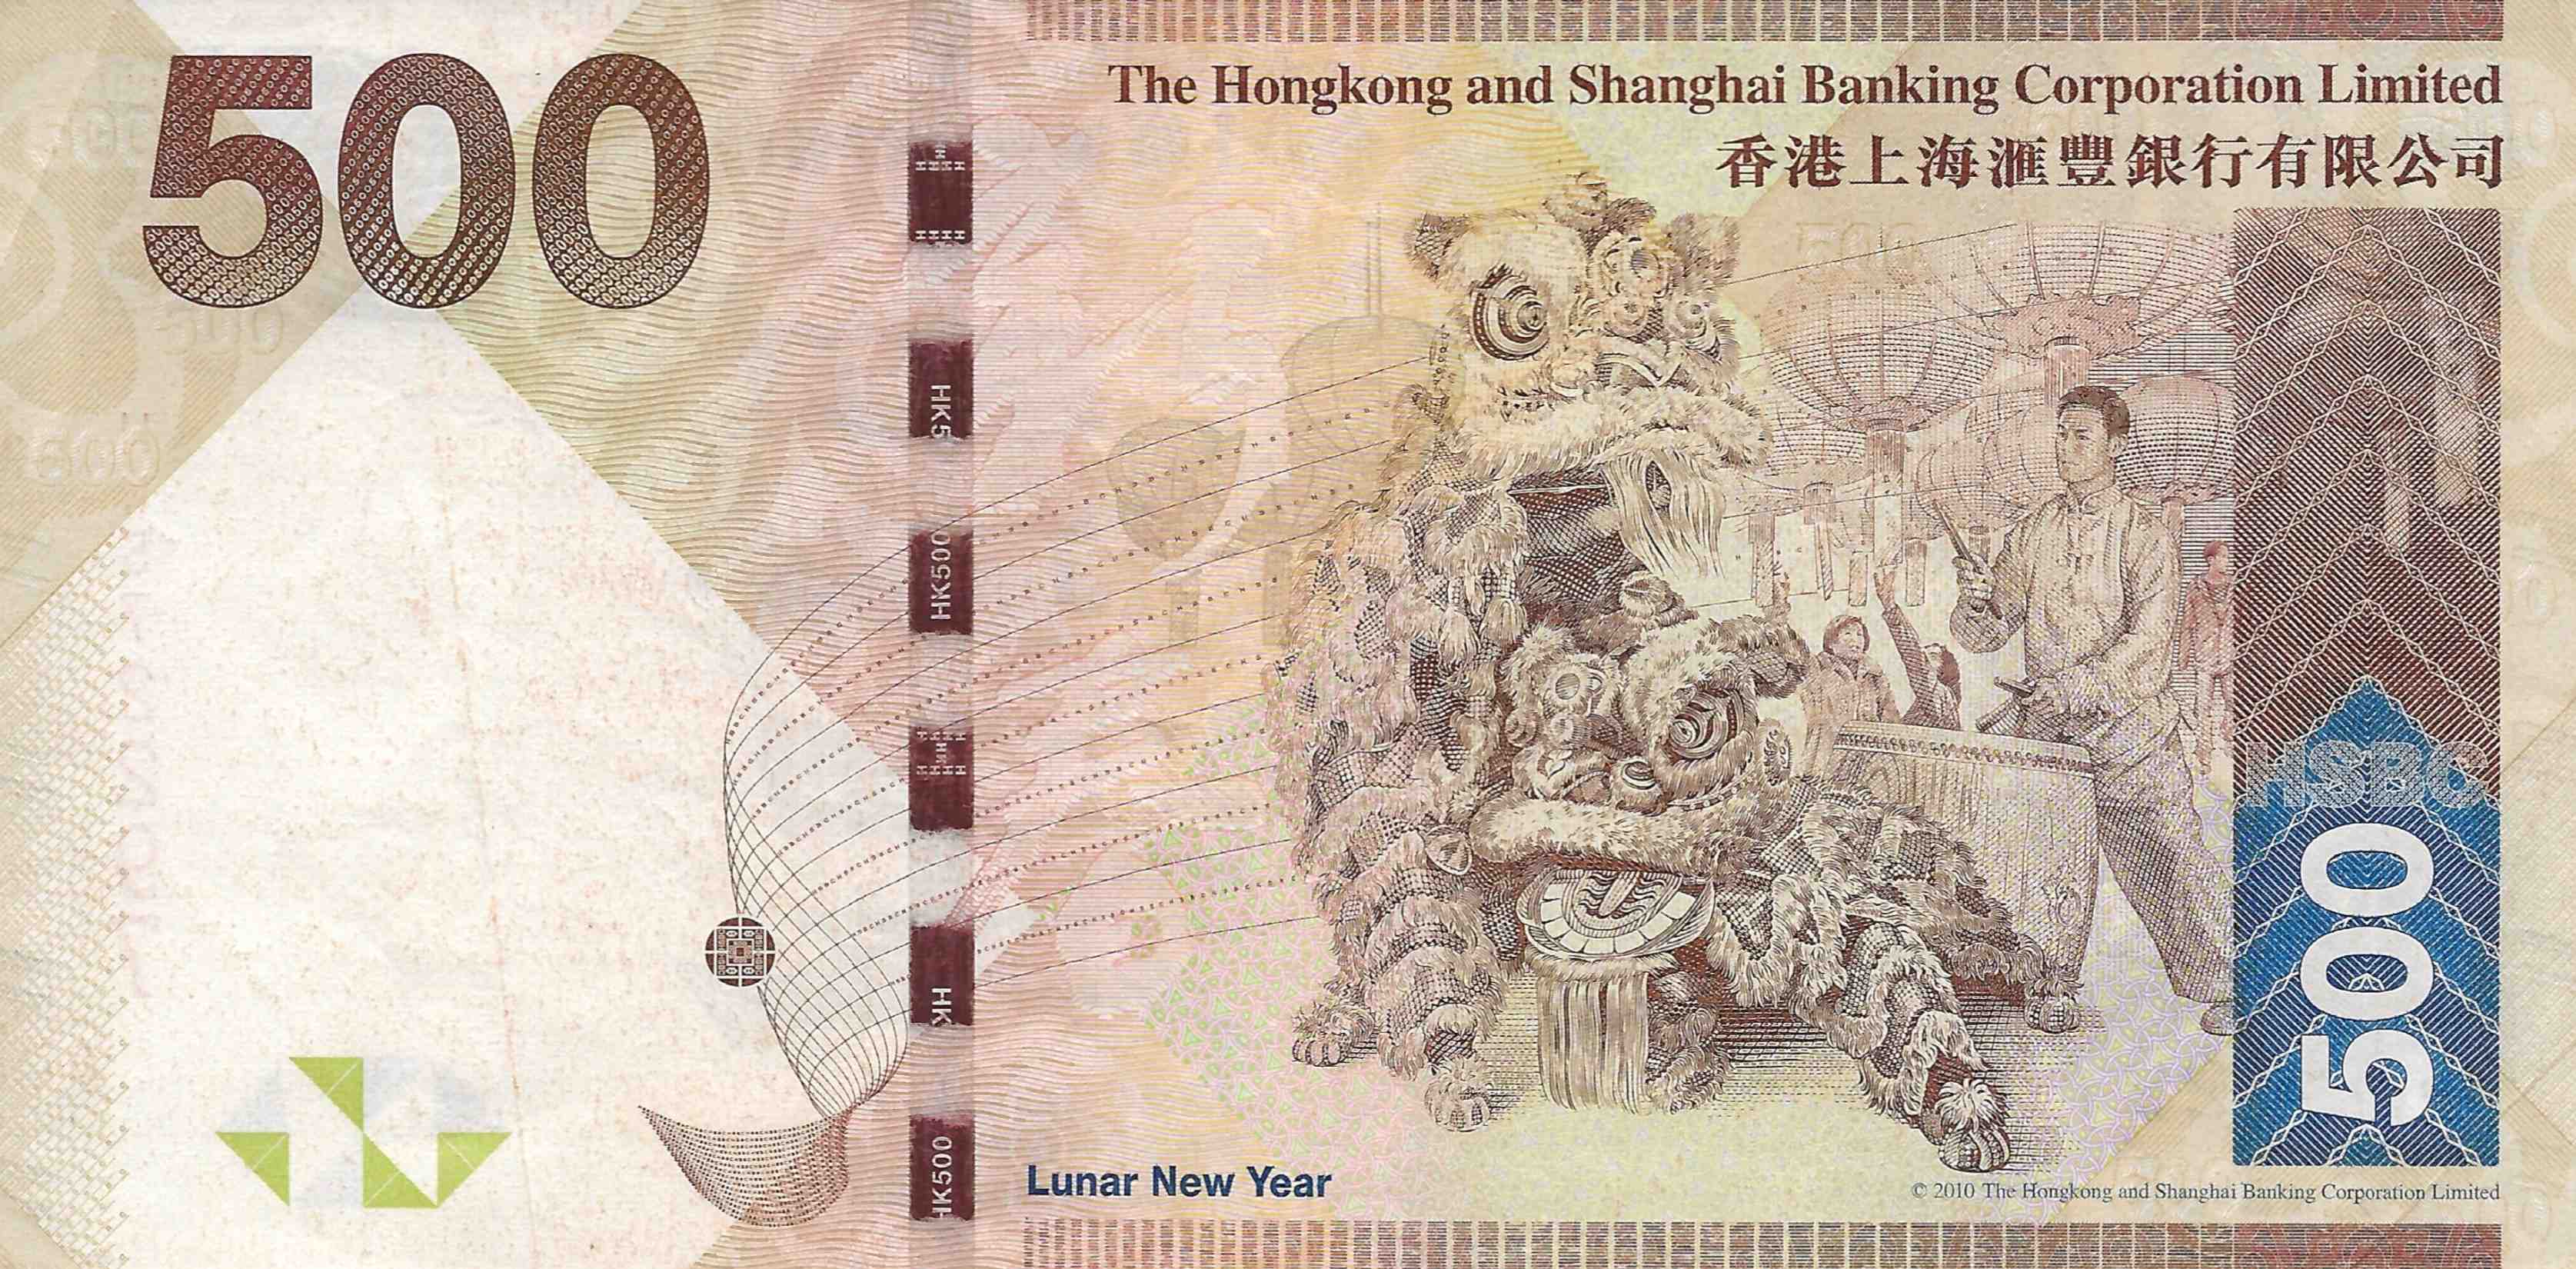 500
The Hongkong and Shanghai Banking Corporation Limited
香港上海滙豐銀行有限公司
HK5
HK500
HK
HK500
HSBC
500
Lunar New Year
© 2010 The Hongkong and Shanghai Banking Corporation Limited